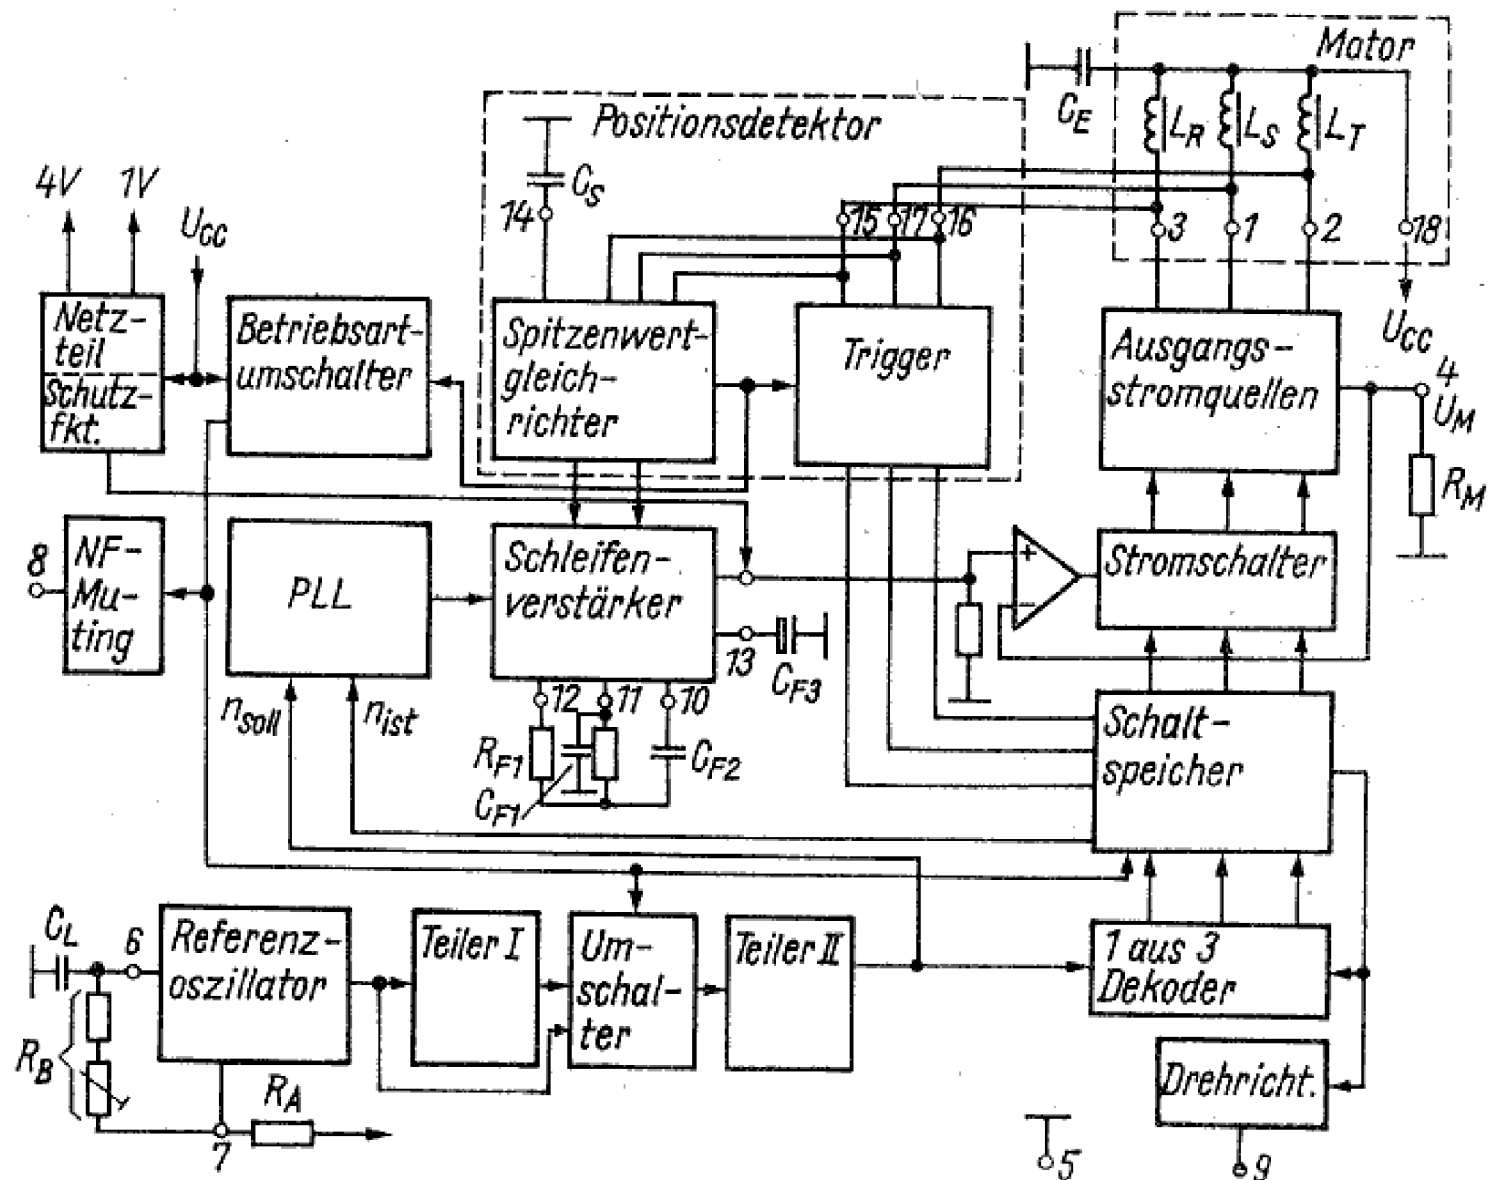 Motor
C_E
L_R
L_S
L_T
Positionsdetektor
C_S
14
15
17
16
3
1
2
18
4V
1V
U_CC
U_CC
Netz-
teil
Schutz-
fkt.
Betriebsart-
umschalter
Spitzenwert-
gleich-
richter
Trigger
Ausgangs-
stromquellen
4
U_M
R_M
8
NF-
Mu-
ting
PLL
Schleifen-
verstärker
+
−
Stromschalter
13
C_F3
12
11
10
n_soll
n_ist
R_F1
C_F1
C_F2
Schalt-
speicher
C_L
6
Referenz-
oszillator
Teiler I
Um-
schal-
ter
Teiler II
1 aus 3
Dekoder
R_B
R_A
7
Drehricht.
5
9